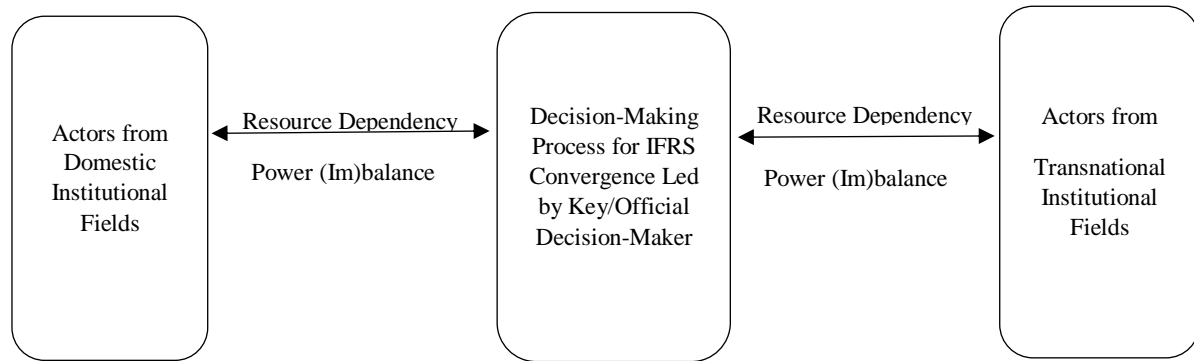 Actors from
Domestic
Institutional
Fields
Resource Dependency
Power (Im)balance
Decision-Making
Process for IFRS
Convergence Led
by Key/Official
Decision-Maker
Resource Dependency
Power (Im)balance
Actors from
Transnational
Institutional
Fields